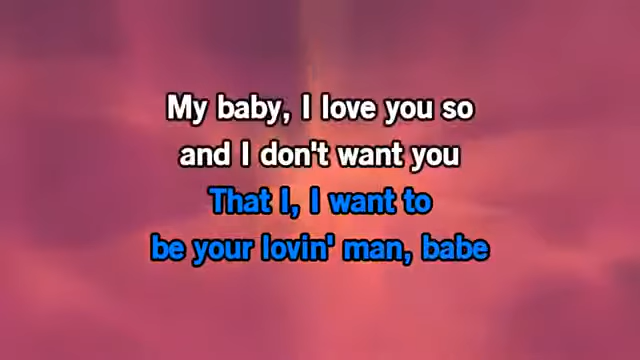 My baby, I love you so
and I don't want you
That I, I want to
be your lovin' man, babe